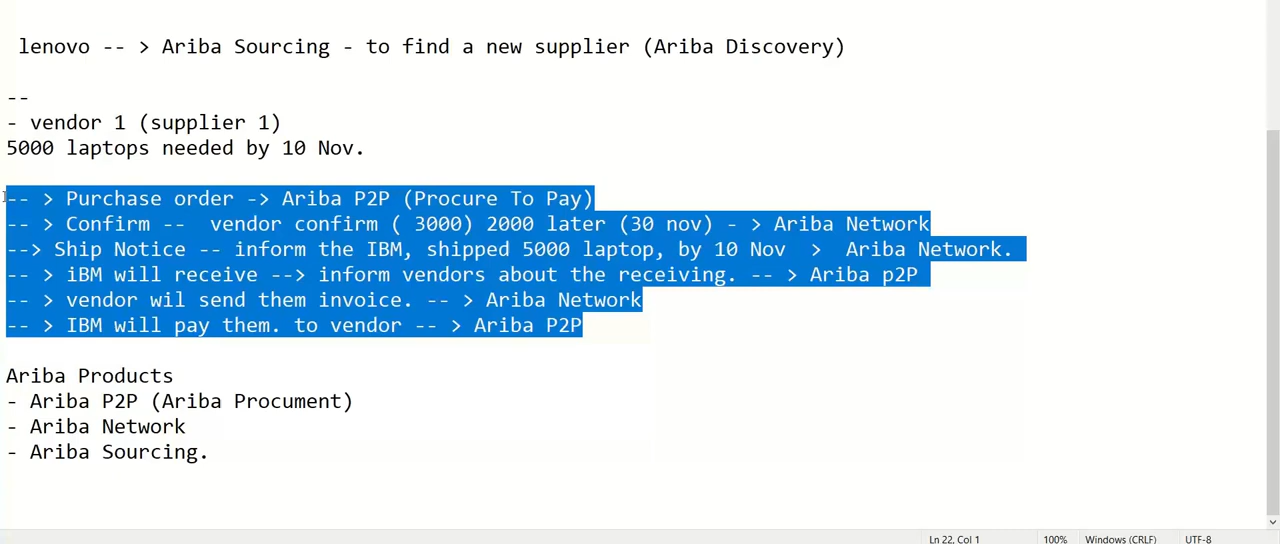 lenovo -- > Ariba Sourcing - to find a new supplier (Ariba Discovery)
--
- vendor 1 (supplier 1)
5000 laptops needed by 10 Nov.
-- > Purchase order -> Ariba P2P (Procure To Pay)
-- > Confirm --  vendor confirm ( 3000) 2000 later (30 nov) - > Ariba Network
--> Ship Notice -- inform the IBM, shipped 5000 laptop, by 10 Nov  >  Ariba Network.
-- > iBM will receive --> inform vendors about the receiving. -- > Ariba p2P
-- > vendor wil send them invoice. -- > Ariba Network
-- > IBM will pay them. to vendor -- > Ariba P2P
Ariba Products
- Ariba P2P (Ariba Procument)
- Ariba Network
- Ariba Sourcing.
Ln 22, Col 1 100% Windows (CRLF) UTF-8